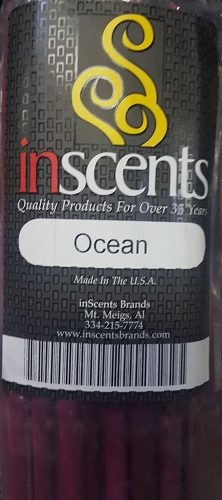 inscents
Quality Products For Over 35 Years
Ocean
Made In The U.S.A.
inScents Brands
Mt. Meigs, Al
334-215-7774
www.inscentsbrands.com